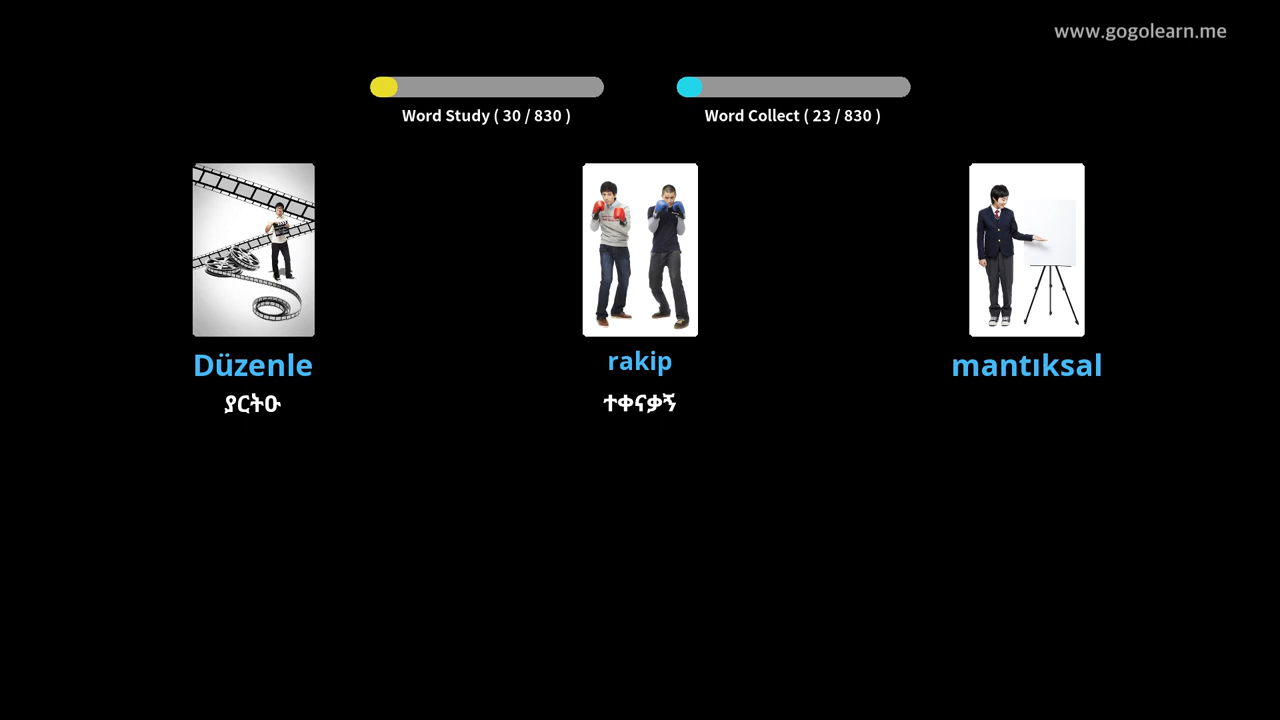 www.gogolearn.me
Word Study ( 30 / 830 )
Word Collect ( 23 / 830 )
Düzenle
rakip
mantıksal
ያርትዑ
ተቀናቃኝ